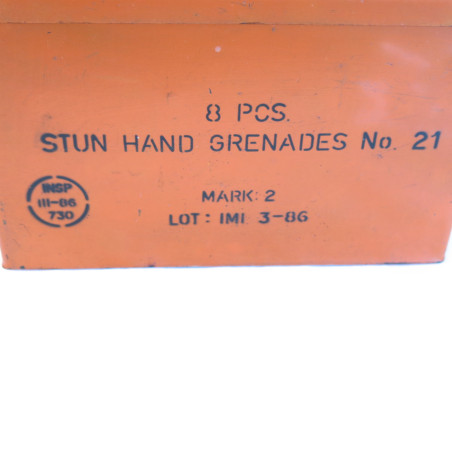 8 PCS.
STUN HAND GRENADES No. 21
INSP
III-86
730
MARK: 2
LOT: IMI 3-86